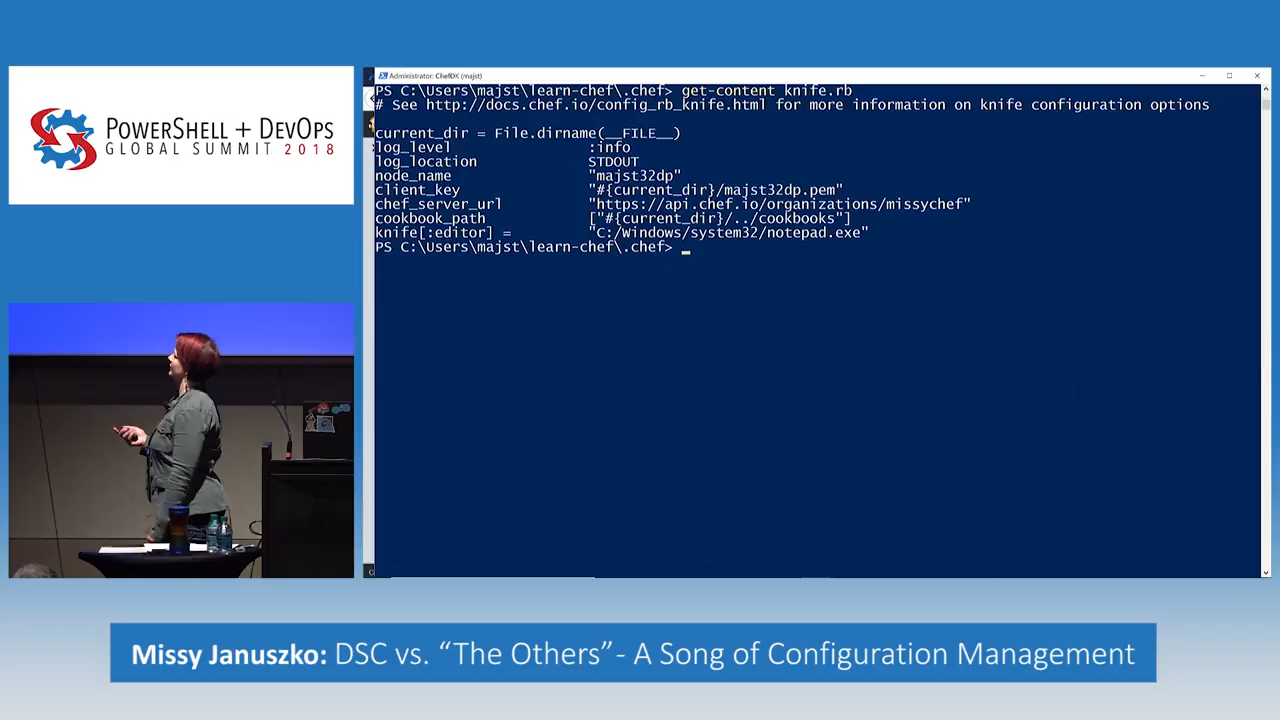 POWERSHELL + DEVOPS
GLOBAL SUMMIT 2018
Administrator: ChefDK (majst)
PS C:\Users\majst\learn-chef\.chef> get-content knife.rb
# See http://docs.chef.io/config_rb_knife.html for more information on knife configuration options
current_dir = File.dirname(__FILE__)
log_level                :info
log_location             STDOUT
node_name                "majst32dp"
client_key               "#{current_dir}/majst32dp.pem"
chef_server_url          "https://api.chef.io/organizations/missychef"
cookbook_path            ["#{current_dir}/../cookbooks"]
knife[:editor] =         "C:/Windows/system32/notepad.exe"
PS C:\Users\majst\learn-chef\.chef>
Missy Januszko: DSC vs. “The Others”- A Song of Configuration Management